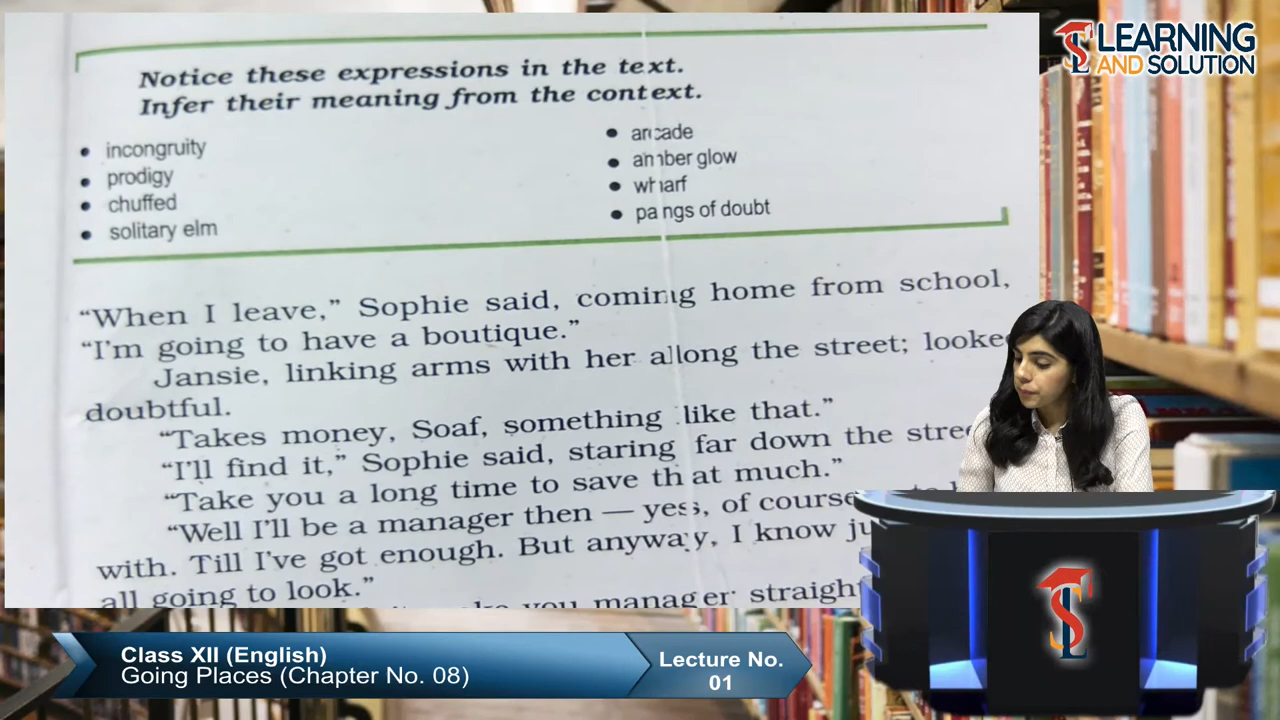 LEARNING
AND SOLUTION
Notice these expressions in the text.
Infer their meaning from the context.
• incongruity
• prodigy
• chuffed
• solitary elm
• arcade
• amber glow
• wharf
• pangs of doubt
“When I leave,” Sophie said, coming home from school,
“I'm going to have a boutique.”
Jansie, linking arms with her along the street; looked
doubtful.
“Takes money, Soaf, something like that.”
“I'll find it,” Sophie said, staring far down the
“Take you a long time to save that much.”
“Well I'll be a manager then — yes, of course
with. Till I've got enough. But anyway, I know
all going to look.”
you manager straight
Class XII (English)
Going Places (Chapter No. 08)
Lecture No.
01